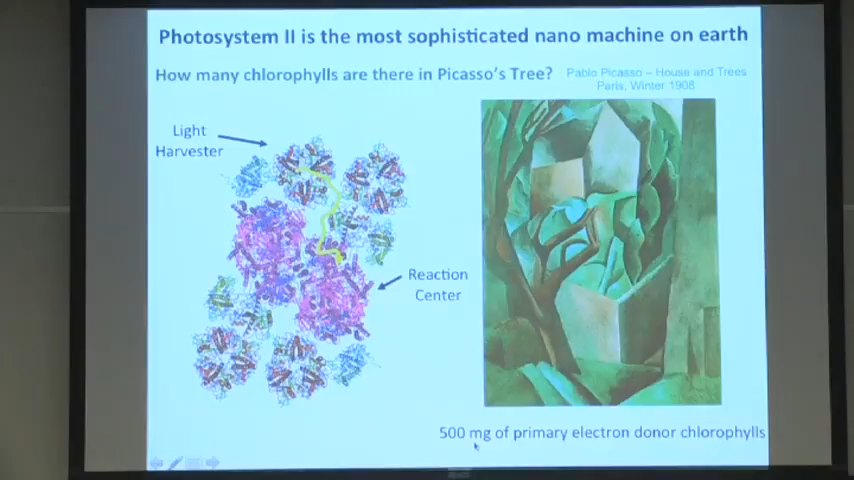 Photosystem II is the most sophisticated nano machine on earth
How many chlorophylls are there in Picasso's Tree?
Pablo Picasso – House and Trees
Paris, Winter 1908
Light
Harvester
Reaction
Center
500 mg of primary electron donor chlorophylls